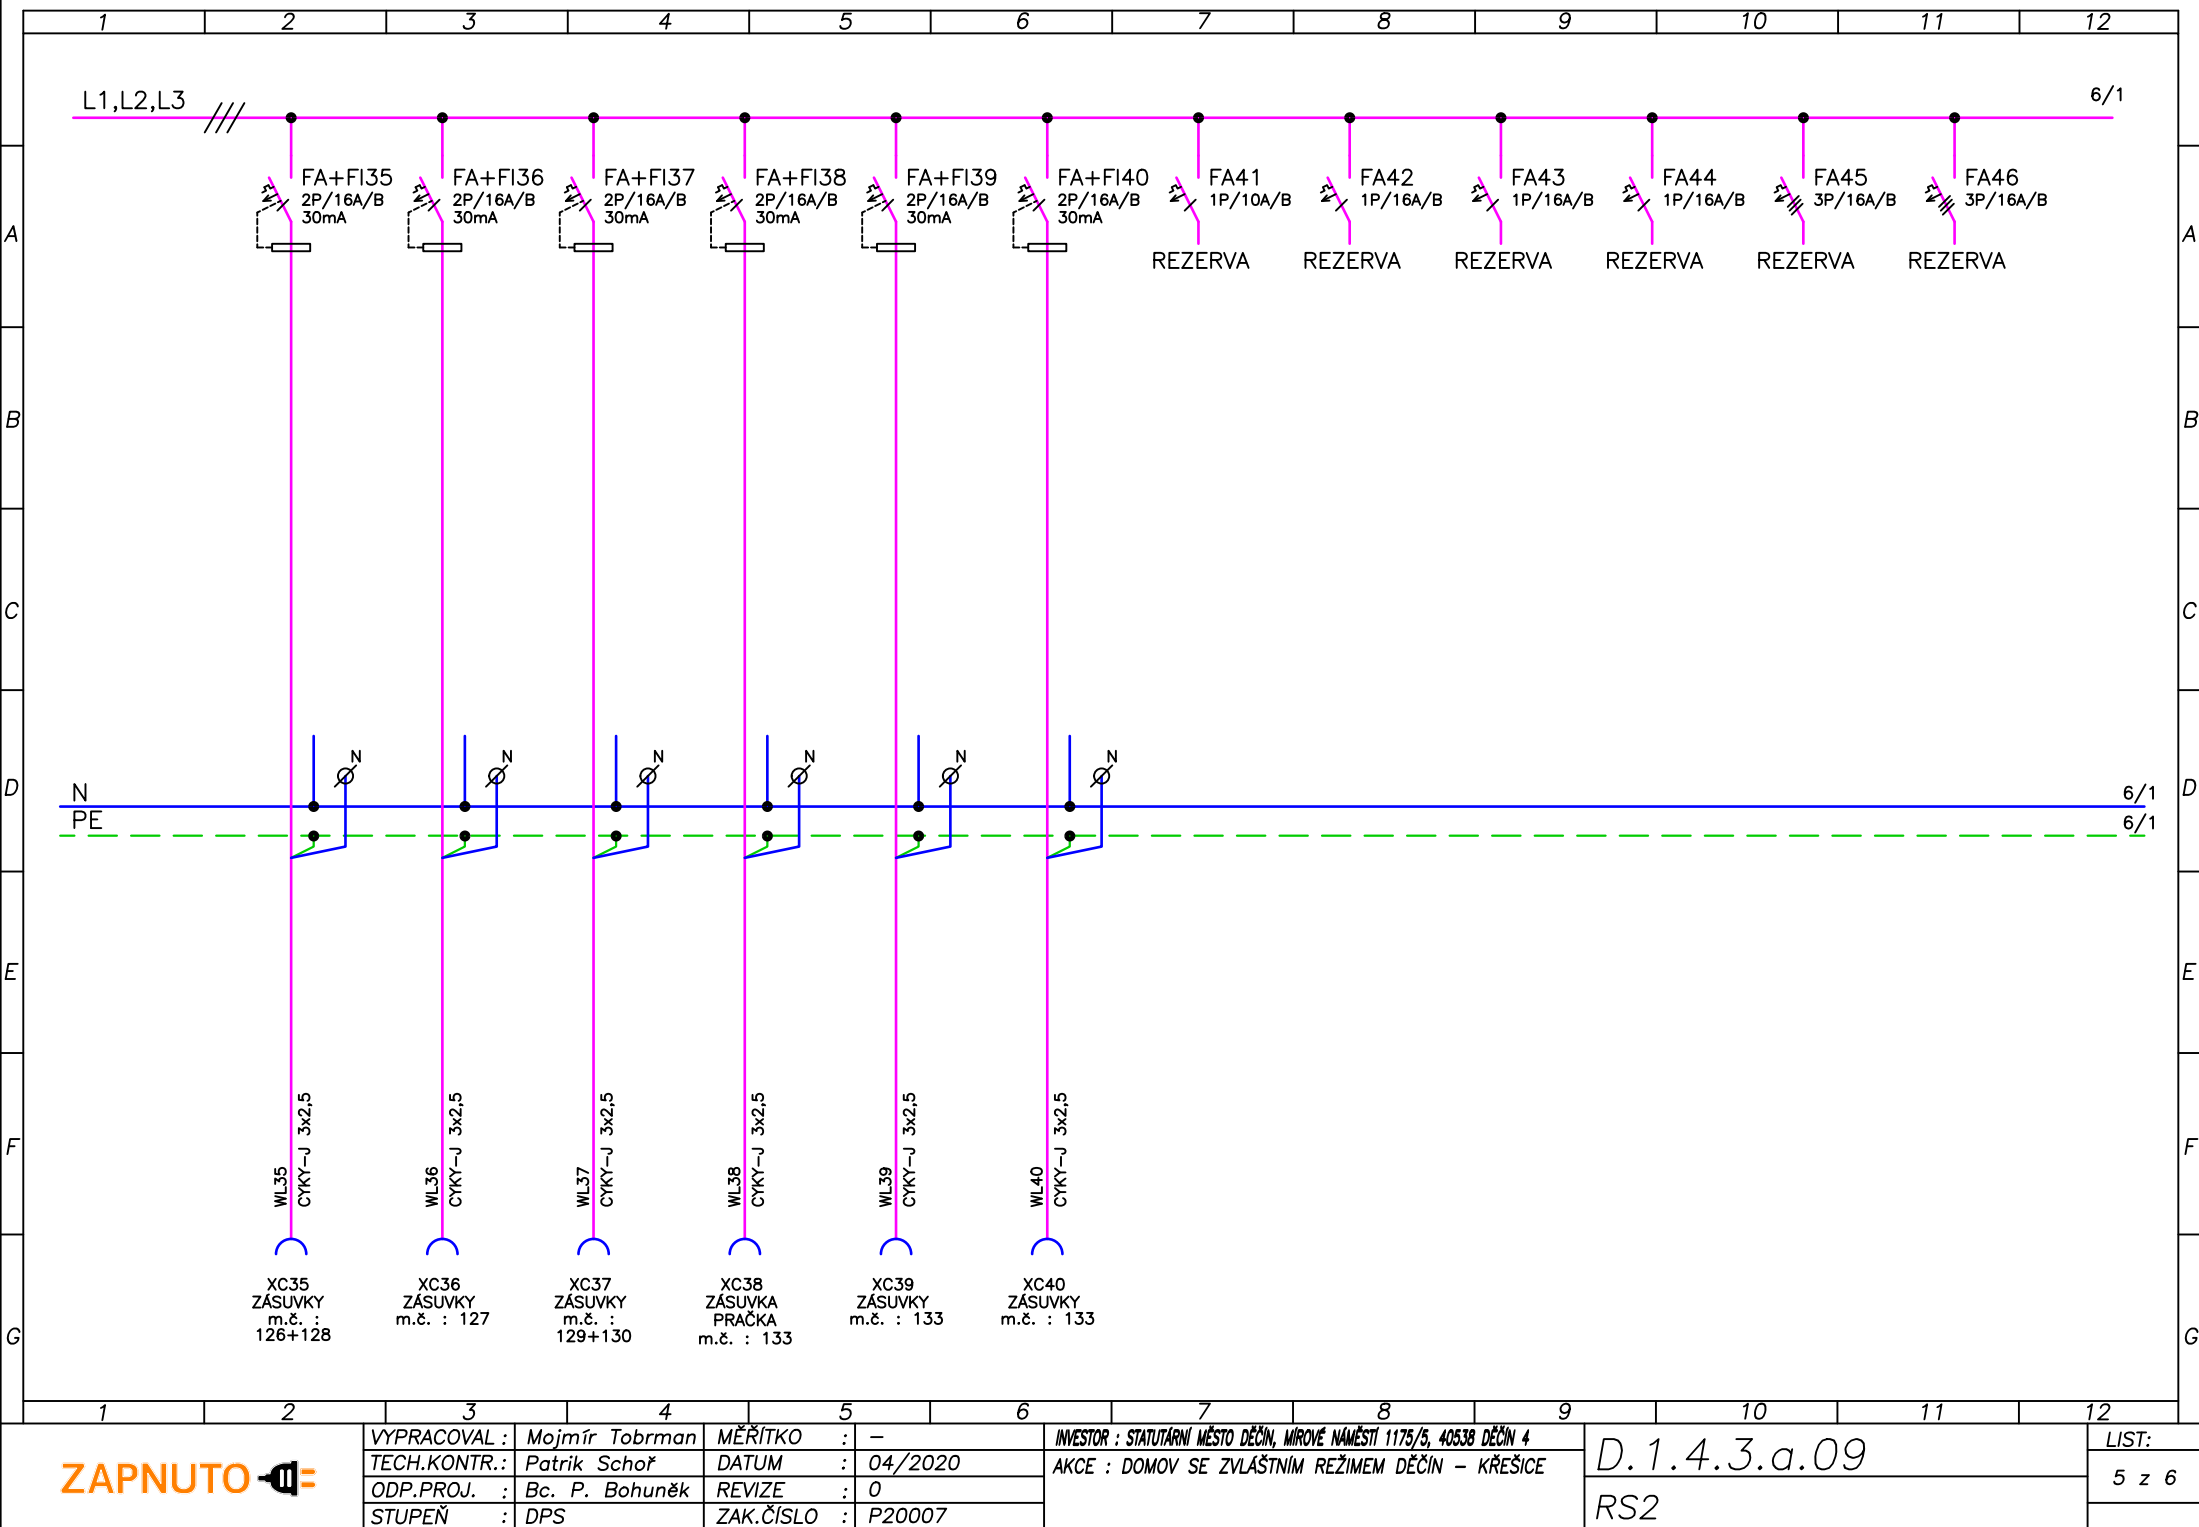 1 2 3 4 5 6 7 8 9 10 11 12
L1,L2,L3
6/1
FA+FI35
2P/16A/B
30mA
FA+FI36
2P/16A/B
30mA
FA+FI37
2P/16A/B
30mA
FA+FI38
2P/16A/B
30mA
FA+FI39
2P/16A/B
30mA
FA+FI40
2P/16A/B
30mA
FA41
1P/10A/B
REZERVA
FA42
1P/16A/B
REZERVA
FA43
1P/16A/B
REZERVA
FA44
1P/16A/B
REZERVA
FA45
3P/16A/B
REZERVA
FA46
3P/16A/B
REZERVA
A A
B B
C C
D D
N N N N N N
N 6/1
PE 6/1
E E
F F
WL35
CYKY-J 3x2,5
WL36
CYKY-J 3x2,5
WL37
CYKY-J 3x2,5
WL38
CYKY-J 3x2,5
WL39
CYKY-J 3x2,5
WL40
CYKY-J 3x2,5
XC35
ZÁSUVKY
m.č. :
126+128
XC36
ZÁSUVKY
m.č. : 127
XC37
ZÁSUVKY
m.č. :
129+130
XC38
ZÁSUVKA
PRAČKA
m.č. : 133
XC39
ZÁSUVKY
m.č. : 133
XC40
ZÁSUVKY
m.č. : 133
G G
1 2 3 4 5 6 7 8 9 10 11 12
ZAPNUTO
VYPRACOVAL : Mojmír Tobrman
TECH.KONTR.: Patrik Schoř
ODP.PROJ. : Bc. P. Bohuněk
STUPEŇ : DPS
MĚŘÍTKO : –
DATUM : 04/2020
REVIZE : 0
ZAK.ČÍSLO : P20007
INVESTOR : STATUTÁRNÍ MĚSTO DĚČÍN, MÍROVÉ NÁMĚSTÍ 1175/5, 40538 DĚČÍN 4
AKCE : DOMOV SE ZVLÁŠTNÍM REŽIMEM DĚČÍN – KŘEŠICE
D.1.4.3.a.09
RS2
LIST:
5 z 6